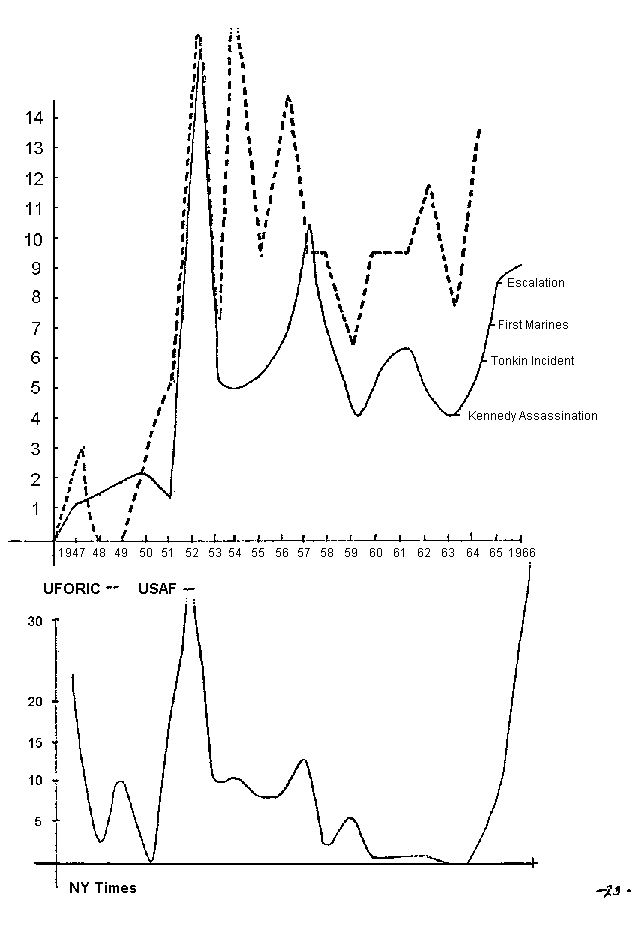 14
13
12
11
10
9
8
7
6
5
4
3
2
1
Escalation
First Marines
Tonkin Incident
Kennedy Assassination
1947 48 49 50 51 52 53 54 55 56 57 58 59 60 61 62 63 64 65 1966
UFORIC -- USAF —
30
20
15
10
5
NY Times
-23-